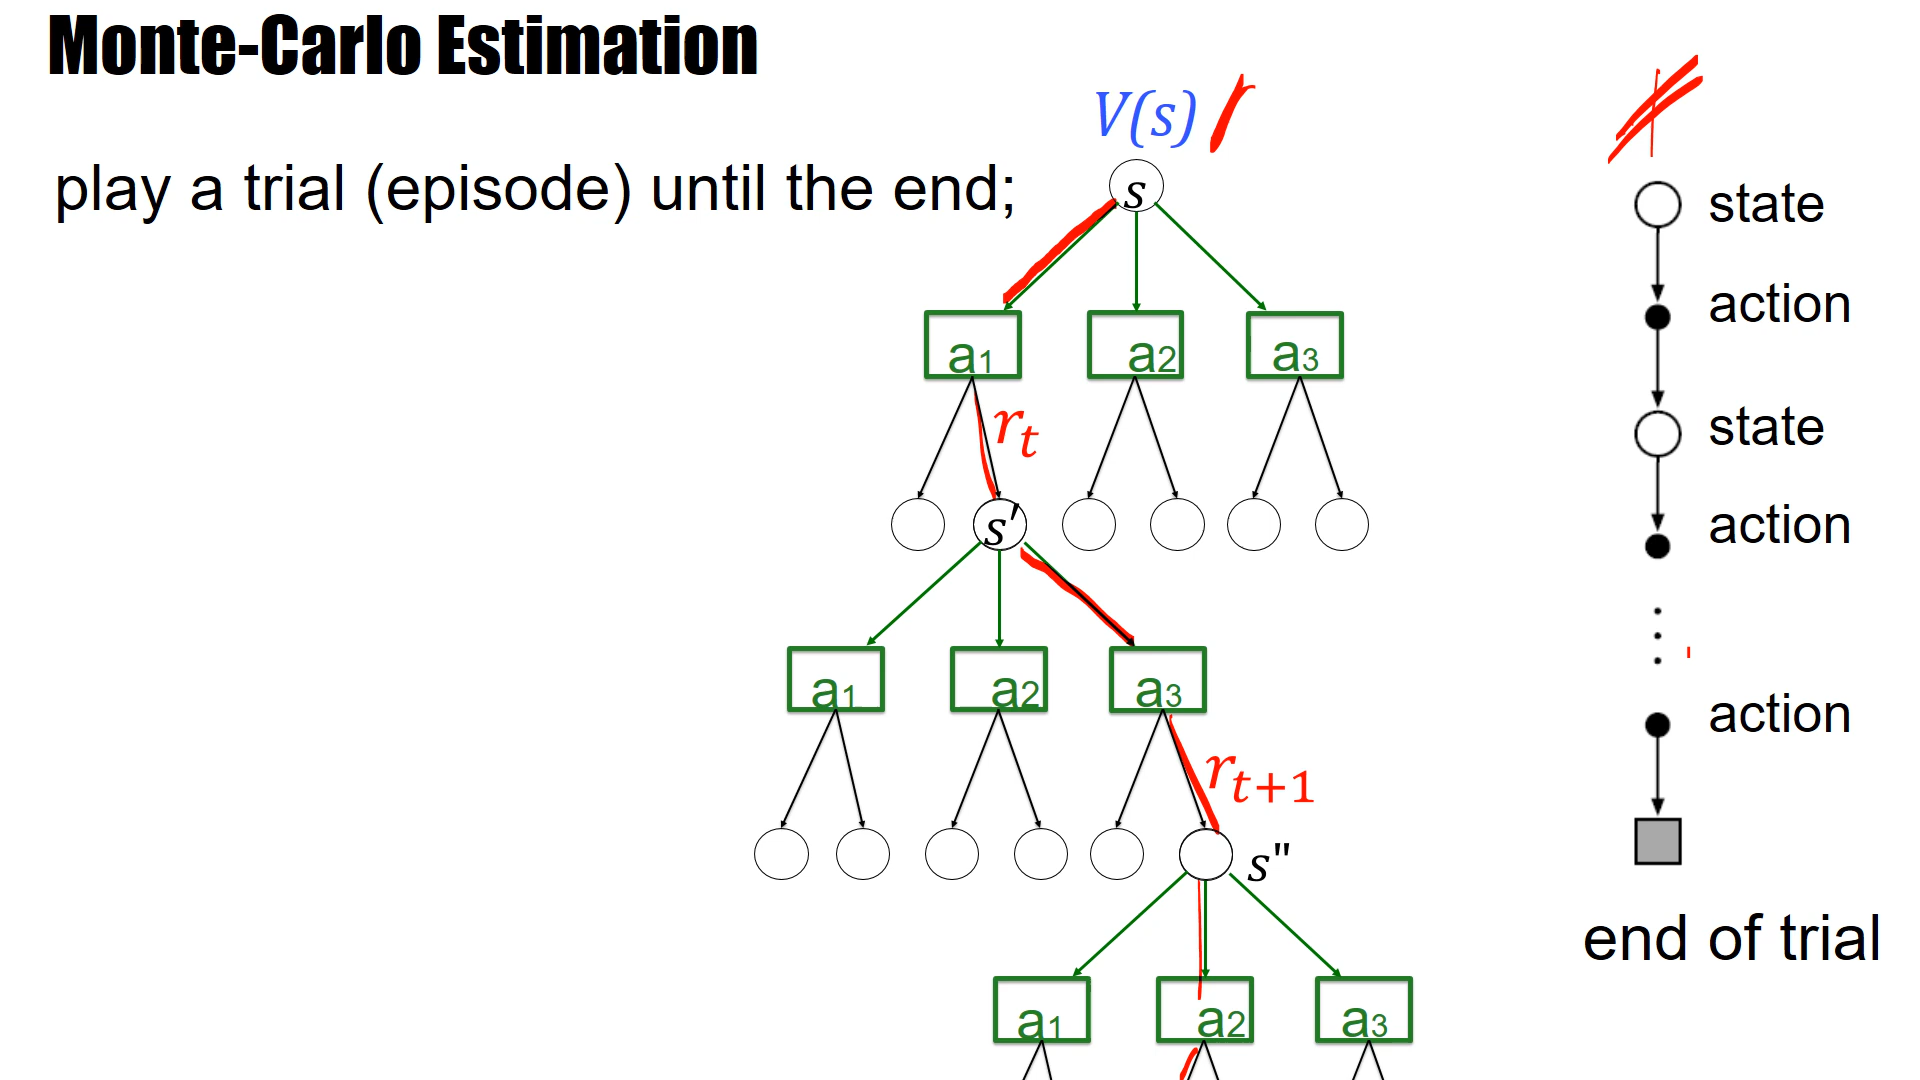 Monte-Carlo Estimation
V(s)
play a trial (episode) until the end;
s
state
a1 a2 a3
action
rt
state
s'
action
a1 a2 a3
action
rt+1
s"
end of trial
a1 a2 a3